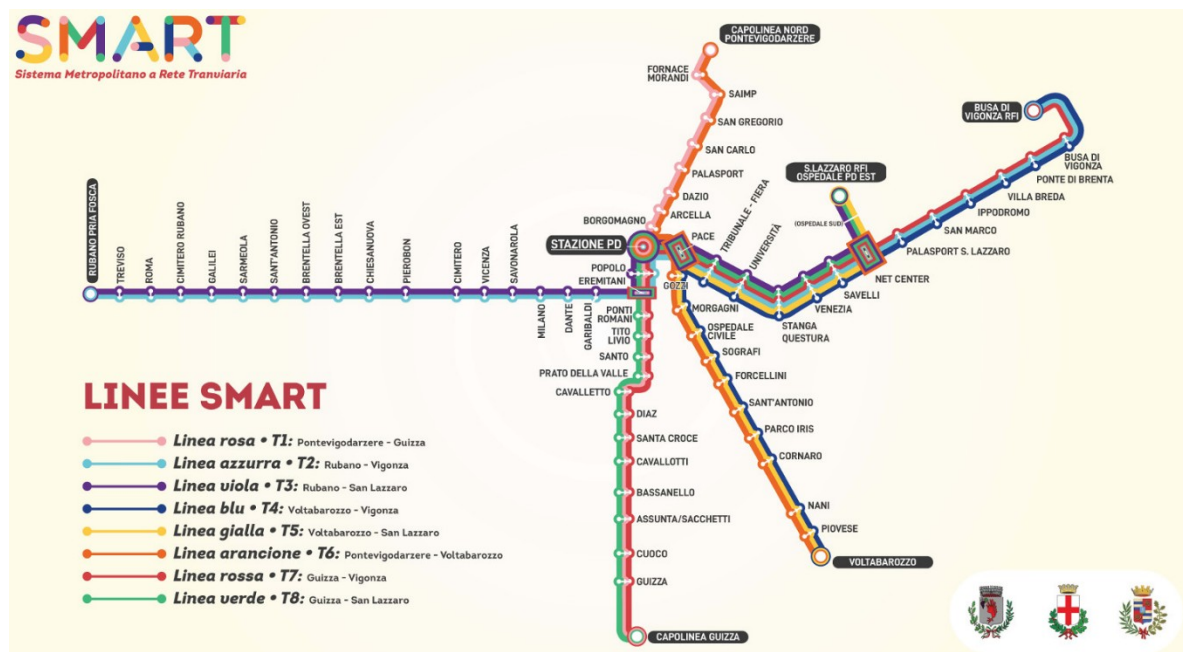 SMART
Sistema Metropolitano a Rete Tranviaria
CAPOLINEA NORD
PONTEVIGODARZERE
FORNACE
MORANDI
SAIMP
SAN GREGORIO
SAN CARLO
PALASPORT
DAZIO
ARCELLA
BORGOMAGNO
STAZIONE PD
PACE
TRIBUNALE - FIERA
UNIVERSITÀ
S.LAZZARO RFI
OSPEDALE PD EST
(OSPEDALE SUD)
BUSA DI
VIGONZA RFI
BUSA DI
VIGONZA
PONTE DI BRENTA
VILLA BREDA
IPPODROMO
SAN MARCO
PALASPORT S. LAZZARO
NET CENTER
SAVELLI
VENEZIA
STANGA
QUESTURA
RUBANO PRIA FOSCA
TREVISO
ROMA
CIMITERO RUBANO
GALILEI
SARMEOLA
SANT'ANTONIO
BRENTELLA OVEST
BRENTELLA EST
CHIESANUOVA
PIEROBON
CIMITERO
VICENZA
SAVONAROLA
MILANO
DANTE
GARIBALDI
POPOLO
EREMITANI
GOZZI
PONTI
ROMANI
TITO
LIVIO
SANTO
PRATO DELLA VALLE
CAVALLETTO
DIAZ
SANTA CROCE
CAVALLOTTI
BASSANELLO
ASSUNTA/SACCHETTI
CUOCO
GUIZZA
CAPOLINEA GUIZZA
MORGAGNI
OSPEDALE
CIVILE
SOGRAFI
FORCELLINI
SANT'ANTONIO
PARCO IRIS
CORNARO
NANI
PIOVESE
VOLTABAROZZO
LINEE SMART
Linea rosa • T1: Pontevigodarzere - Guizza
Linea azzurra • T2: Rubano - Vigonza
Linea viola • T3: Rubano - San Lazzaro
Linea blu • T4: Voltabarozzo - Vigonza
Linea gialla • T5: Voltabarozzo - San Lazzaro
Linea arancione • T6: Pontevigodarzere - Voltabarozzo
Linea rossa • T7: Guizza - Vigonza
Linea verde • T8: Guizza - San Lazzaro